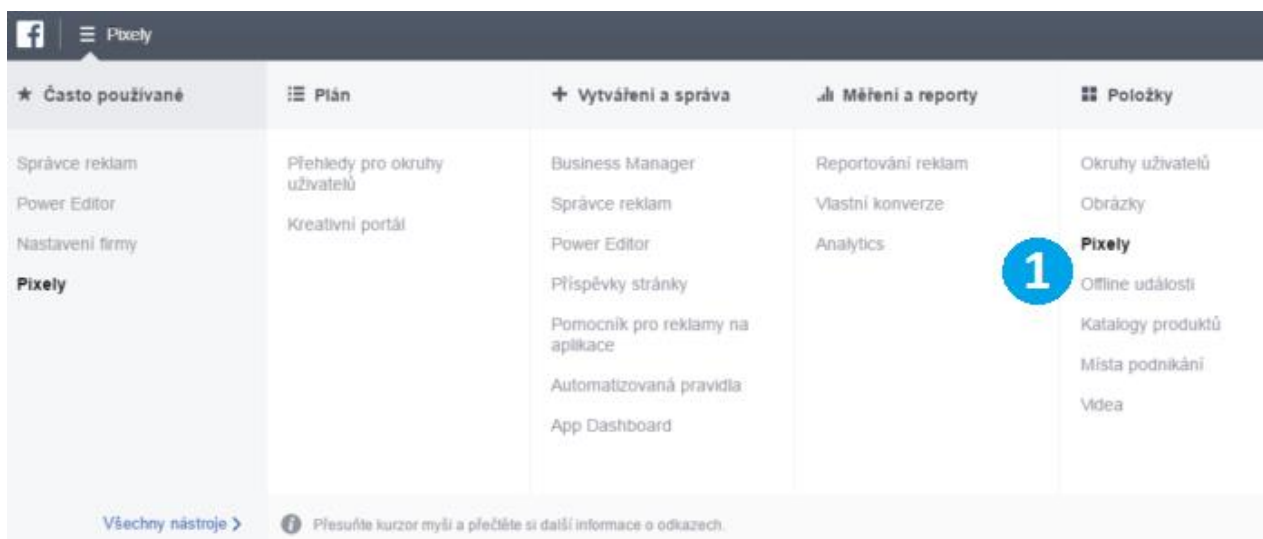 f ☰ Pixely
★ Často používané
Správce reklam
Power Editor
Nastavení firmy
Pixely
Všechny nástroje >
Plán
Přehledy pro okruhy
uživatelů
Kreativní portál
+ Vytváření a správa
Business Manager
Správce reklam
Power Editor
Příspěvky stránky
Pomocník pro reklamy na
aplikace
Automatizovaná pravidla
App Dashboard
Měření a reporty
Reportování reklam
Vlastní konverze
Analytics
Položky
Okruhy uživatelů
Obrázky
1
Pixely
Offline události
Katalogy produktů
Místa podnikání
Videa
Přesuňte kurzor myši a přečtěte si další informace o odkazech.